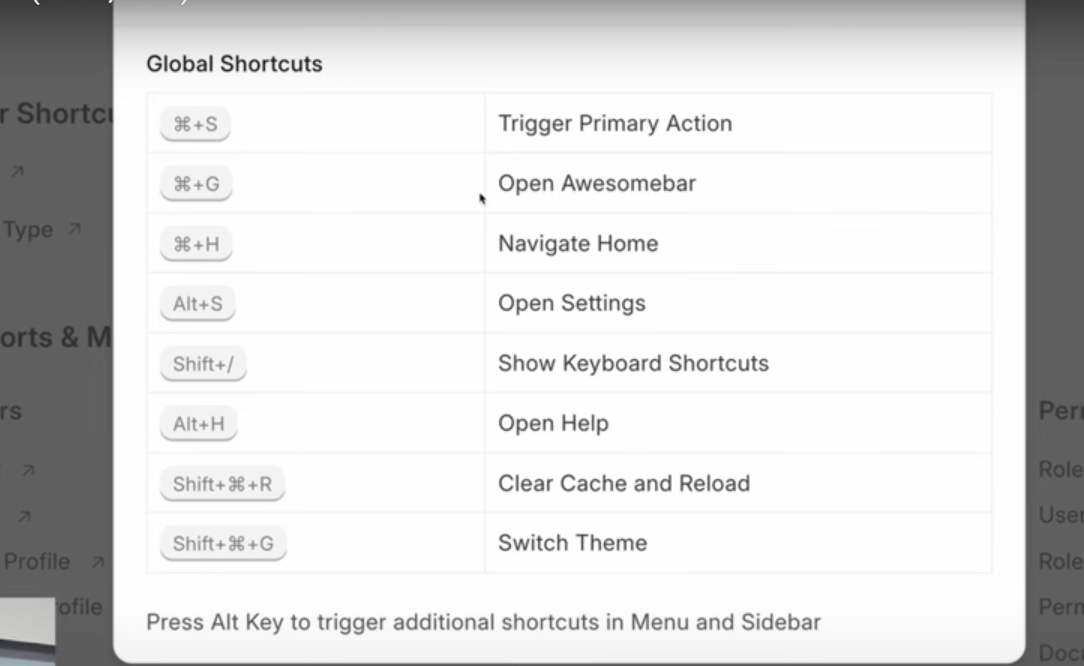 Global Shortcuts
⌘+S Trigger Primary Action
⌘+G Open Awesomebar
⌘+H Navigate Home
Alt+S Open Settings
Shift+/ Show Keyboard Shortcuts
Alt+H Open Help
Shift+⌘+R Clear Cache and Reload
Shift+⌘+G Switch Theme
Press Alt Key to trigger additional shortcuts in Menu and Sidebar
Type
Profile
Role
User
Role